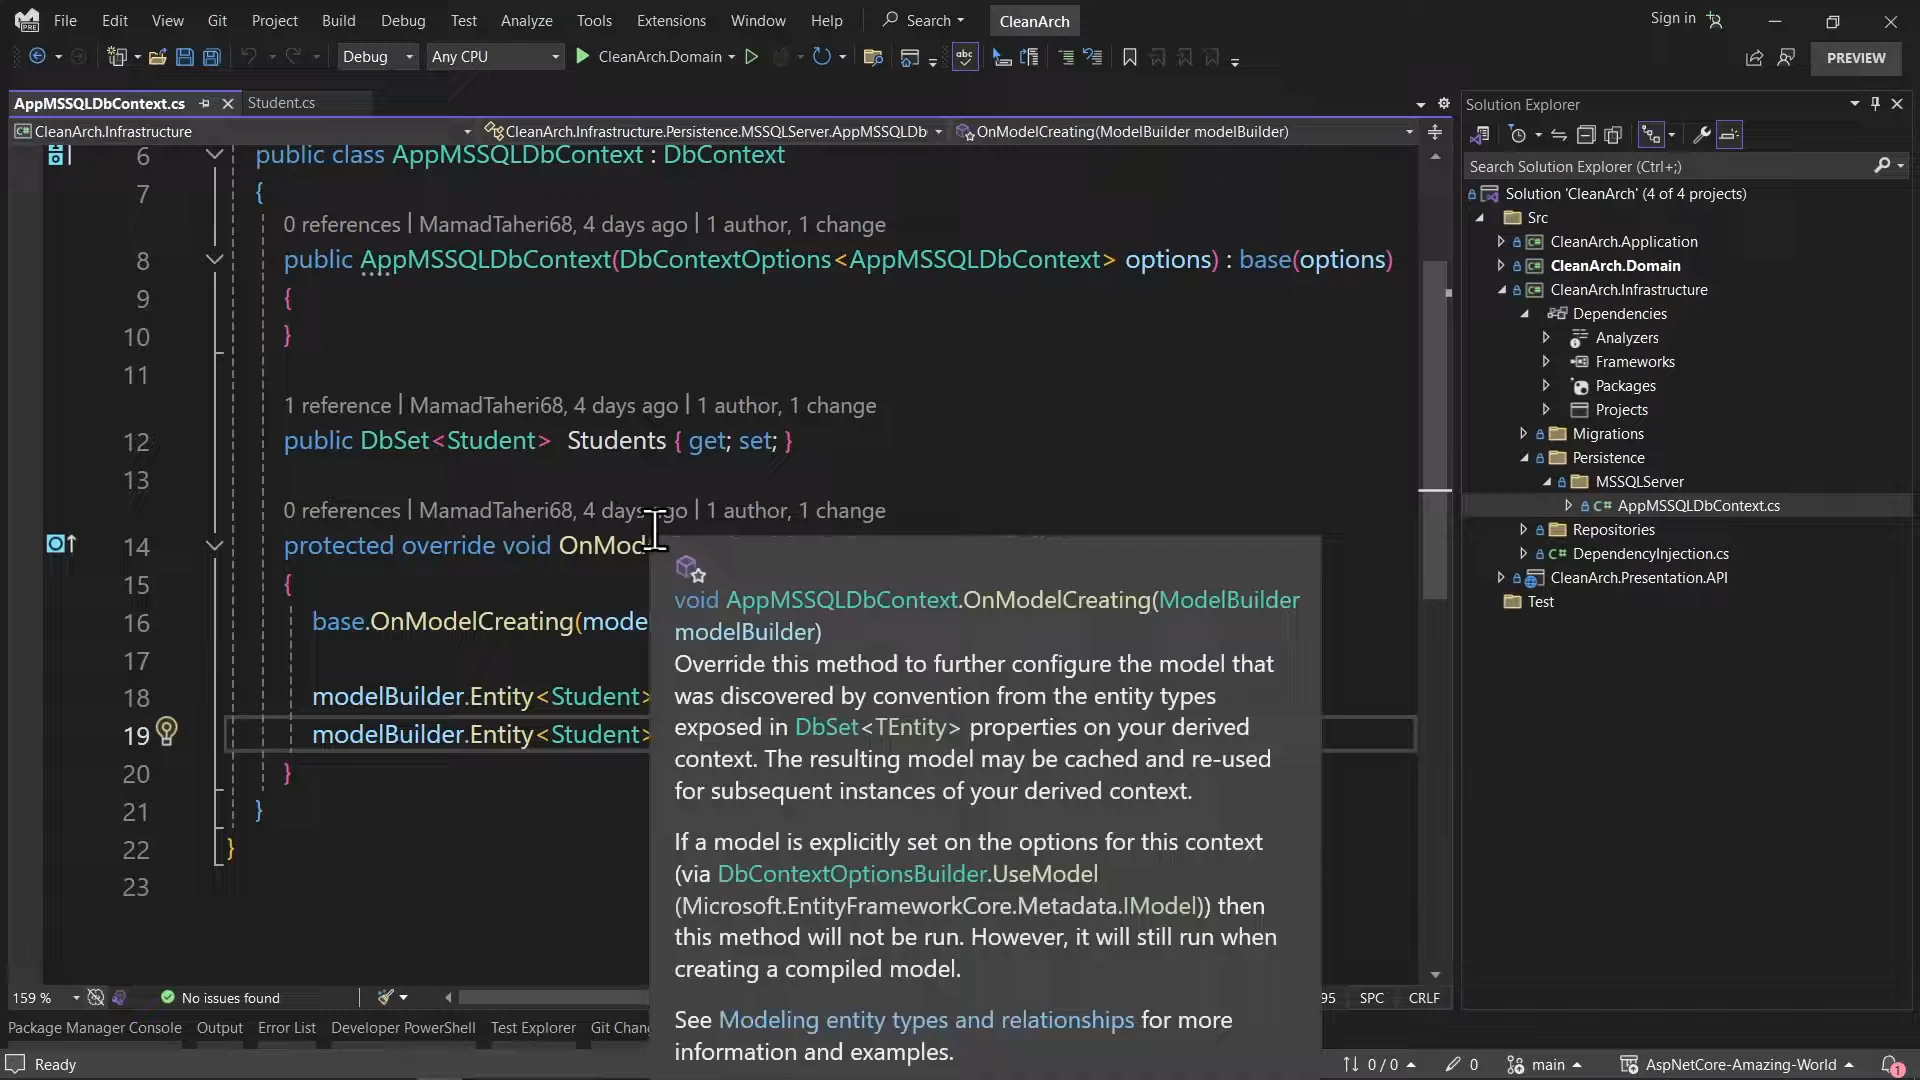 File Edit View Git Project Build Debug Test Analyze Tools Extensions Window Help Search CleanArch Sign in
Debug Any CPU CleanArch.Domain PREVIEW
AppMSSQLDbContext.cs Student.cs
CleanArch.Infrastructure CleanArch.Infrastructure.Persistence.MSSQLServer.AppMSSQLDb OnModelCreating(ModelBuilder modelBuilder)
6 public class AppMSSQLDbContext : DbContext
7 {
0 references | MamadTaheri68, 4 days ago | 1 author, 1 change
8 public AppMSSQLDbContext(DbContextOptions<AppMSSQLDbContext> options) : base(options)
9 {
10 }
11
1 reference | MamadTaheri68, 4 days ago | 1 author, 1 change
12 public DbSet<Student> Students { get; set; }
13
0 references | MamadTaheri68, 4 days ago | 1 author, 1 change
14 protected override void OnMod
15 {
16 base.OnModelCreating(mode
17
18 modelBuilder.Entity<Student>
19 modelBuilder.Entity<Student>
20 }
21 }
22 }
23
void AppMSSQLDbContext.OnModelCreating(ModelBuilder
modelBuilder)
Override this method to further configure the model that
was discovered by convention from the entity types
exposed in DbSet<TEntity> properties on your derived
context. The resulting model may be cached and re-used
for subsequent instances of your derived context.
If a model is explicitly set on the options for this context
(via DbContextOptionsBuilder.UseModel
(Microsoft.EntityFrameworkCore.Metadata.IModel)) then
this method will not be run. However, it will still run when
creating a compiled model.
See Modeling entity types and relationships for more
information and examples.
Solution Explorer
Search Solution Explorer (Ctrl+;)
Solution 'CleanArch' (4 of 4 projects)
Src
CleanArch.Application
CleanArch.Domain
CleanArch.Infrastructure
Dependencies
Analyzers
Frameworks
Packages
Projects
Migrations
Persistence
MSSQLServer
C# AppMSSQLDbContext.cs
Repositories
C# DependencyInjection.cs
CleanArch.Presentation.API
Test
159 % No issues found 95 SPC CRLF
Package Manager Console Output Error List Developer PowerShell Test Explorer Git Chan
Ready 0 / 0 0 main AspNetCore-Amazing-World 1